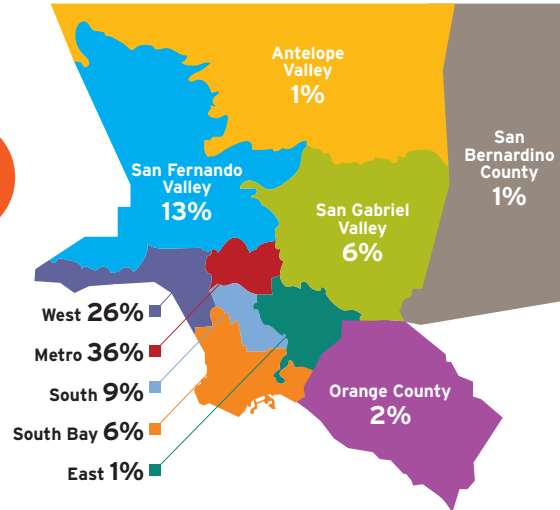 Antelope
Valley
1%
San
Bernardino
County
1%
San Fernando
Valley
13%
San Gabriel
Valley
6%
West 26%
Metro 36%
South 9%
South Bay 6%
East 1%
Orange County
2%